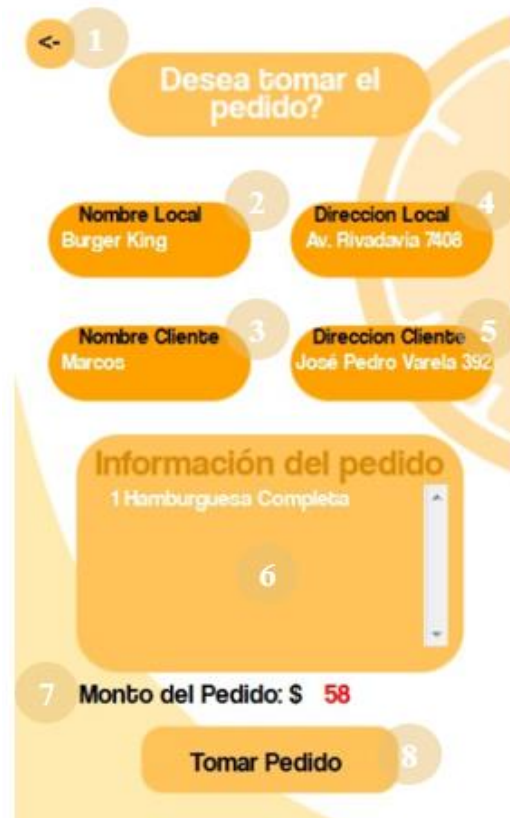 <- 1
Desea tomar el
pedido?
Nombre Local 2
Burger King
Direccion Local 4
Av. Rivadavia 7408
Nombre Cliente 3
Marcos
Direccion Cliente 5
José Pedro Varela 392
Información del pedido
1 Hamburguesa Completa
6
7 Monto del Pedido: $ 58
Tomar Pedido 8